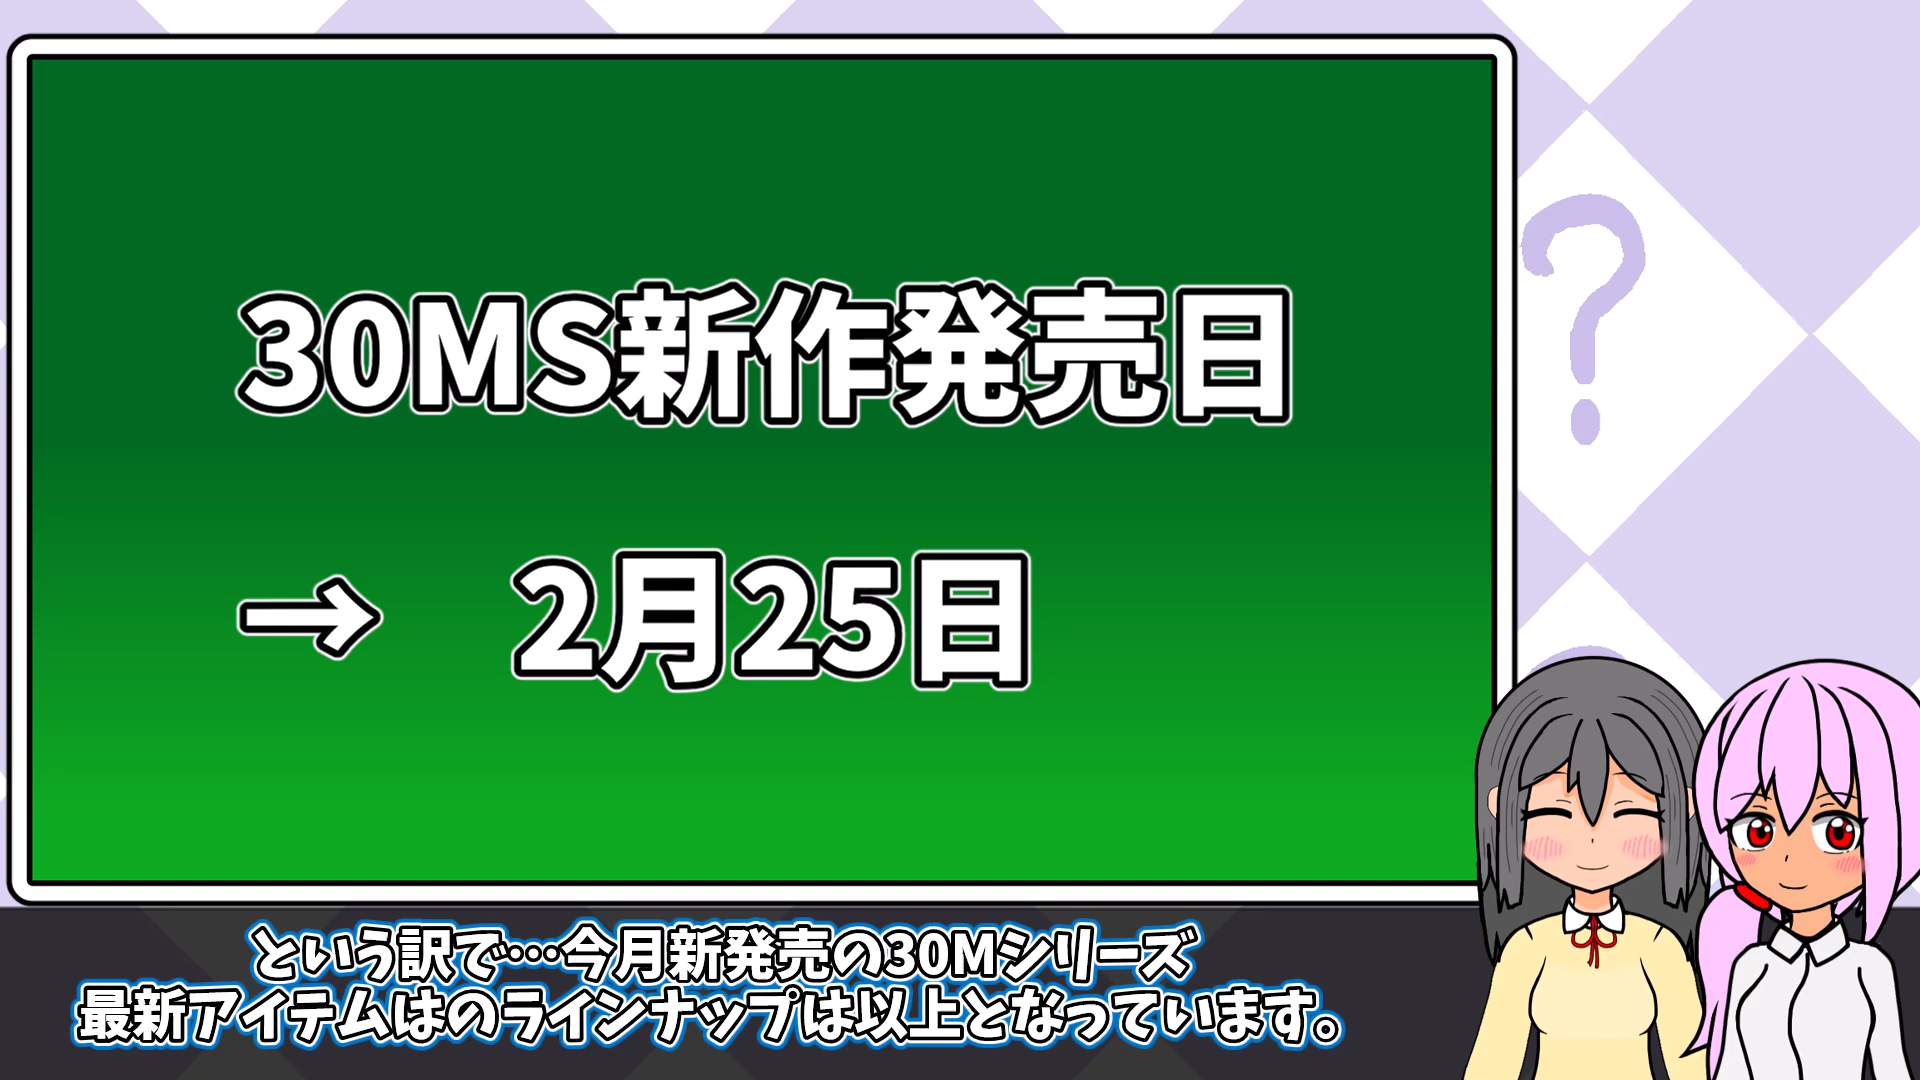 30MS新作発売日
→　2月25日
という訳で…今月新発売の30Mシリーズ
最新アイテムはのラインナップは以上となっています。
?